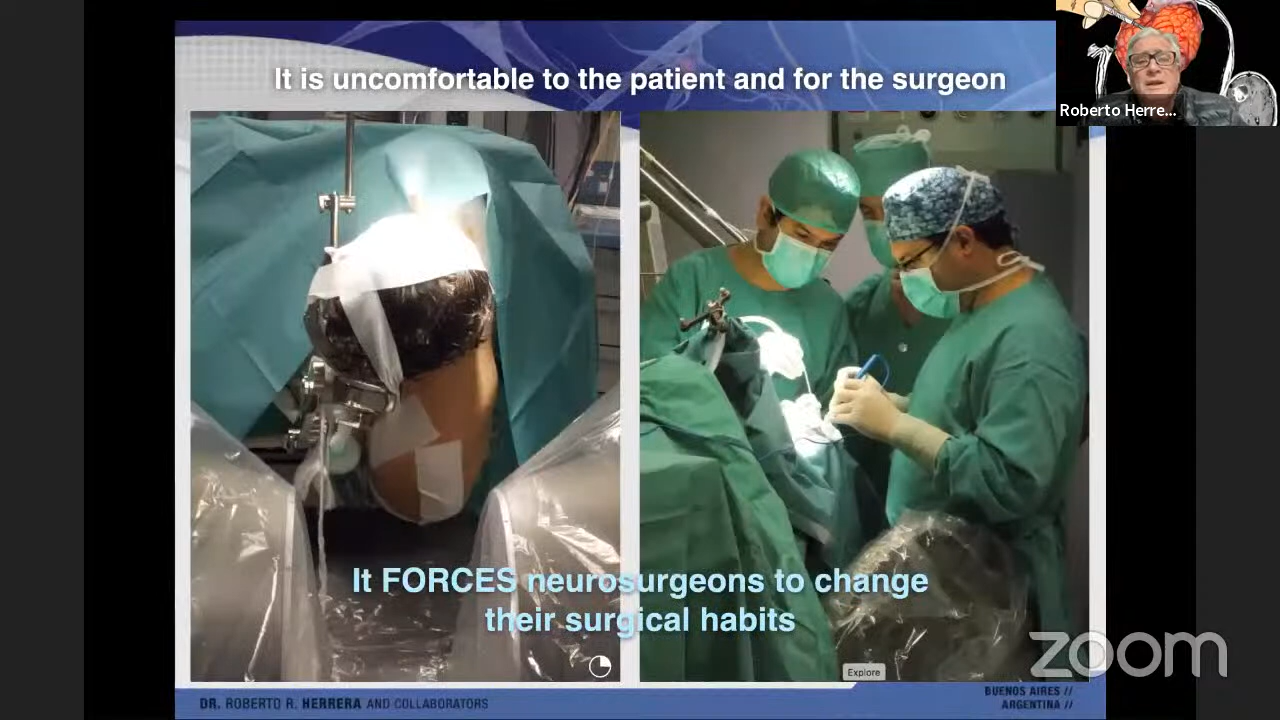 It is uncomfortable to the patient and for the surgeon
Roberto Herre...
It FORCES neurosurgeons to change
their surgical habits
Explore
zoom
DR. ROBERTO R. HERRERA AND COLLABORATORS
BUENOS AIRES //
ARGENTINA //